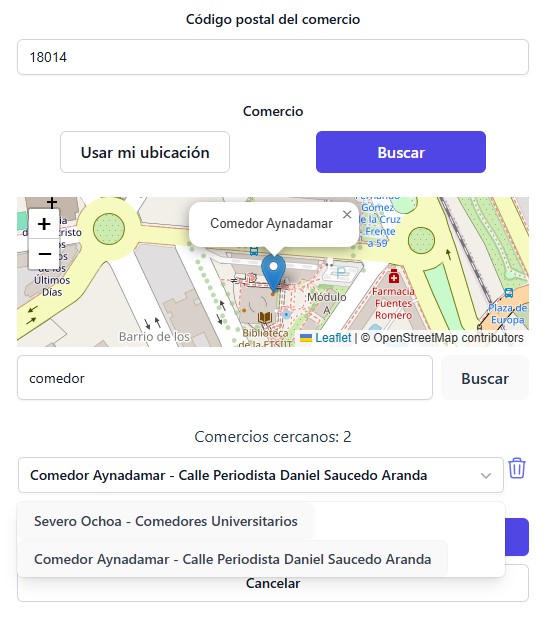 Código postal del comercio
18014
Comercio
Usar mi ubicación
Buscar
Comedor Aynadamar
×
+
−
Cristo
de los
Últimos
Días
Gómez
de la Cruz
- Frente
a 59
P
Módulo
A
Farmacia
Fuentes
Romero
Plaza de
Europa
Barrio de los
Biblioteca
de la ETSIIT
Leaflet | © OpenStreetMap contributors
comedor
Buscar
Comercios cercanos: 2
Comedor Aynadamar - Calle Periodista Daniel Saucedo Aranda
Severo Ochoa - Comedores Universitarios
Comedor Aynadamar - Calle Periodista Daniel Saucedo Aranda
Cancelar